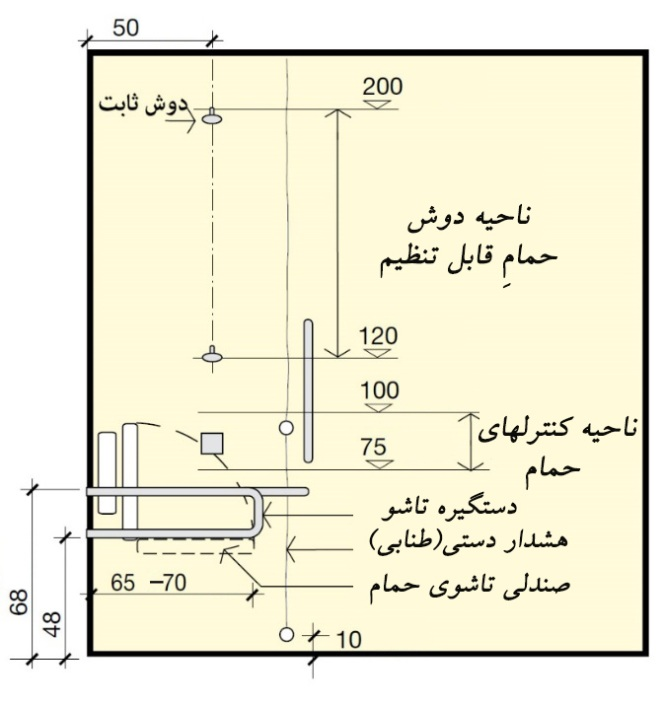 50
دوش ثابت
200
ناحیه دوش
حمامِ قابل تنظیم
120
100
ناحیه کنترلهای
حمام
75
دستگیره تاشو
هشدار دستی(طنابی)
صندلی تاشوی حمام
65 –70
68
48
10